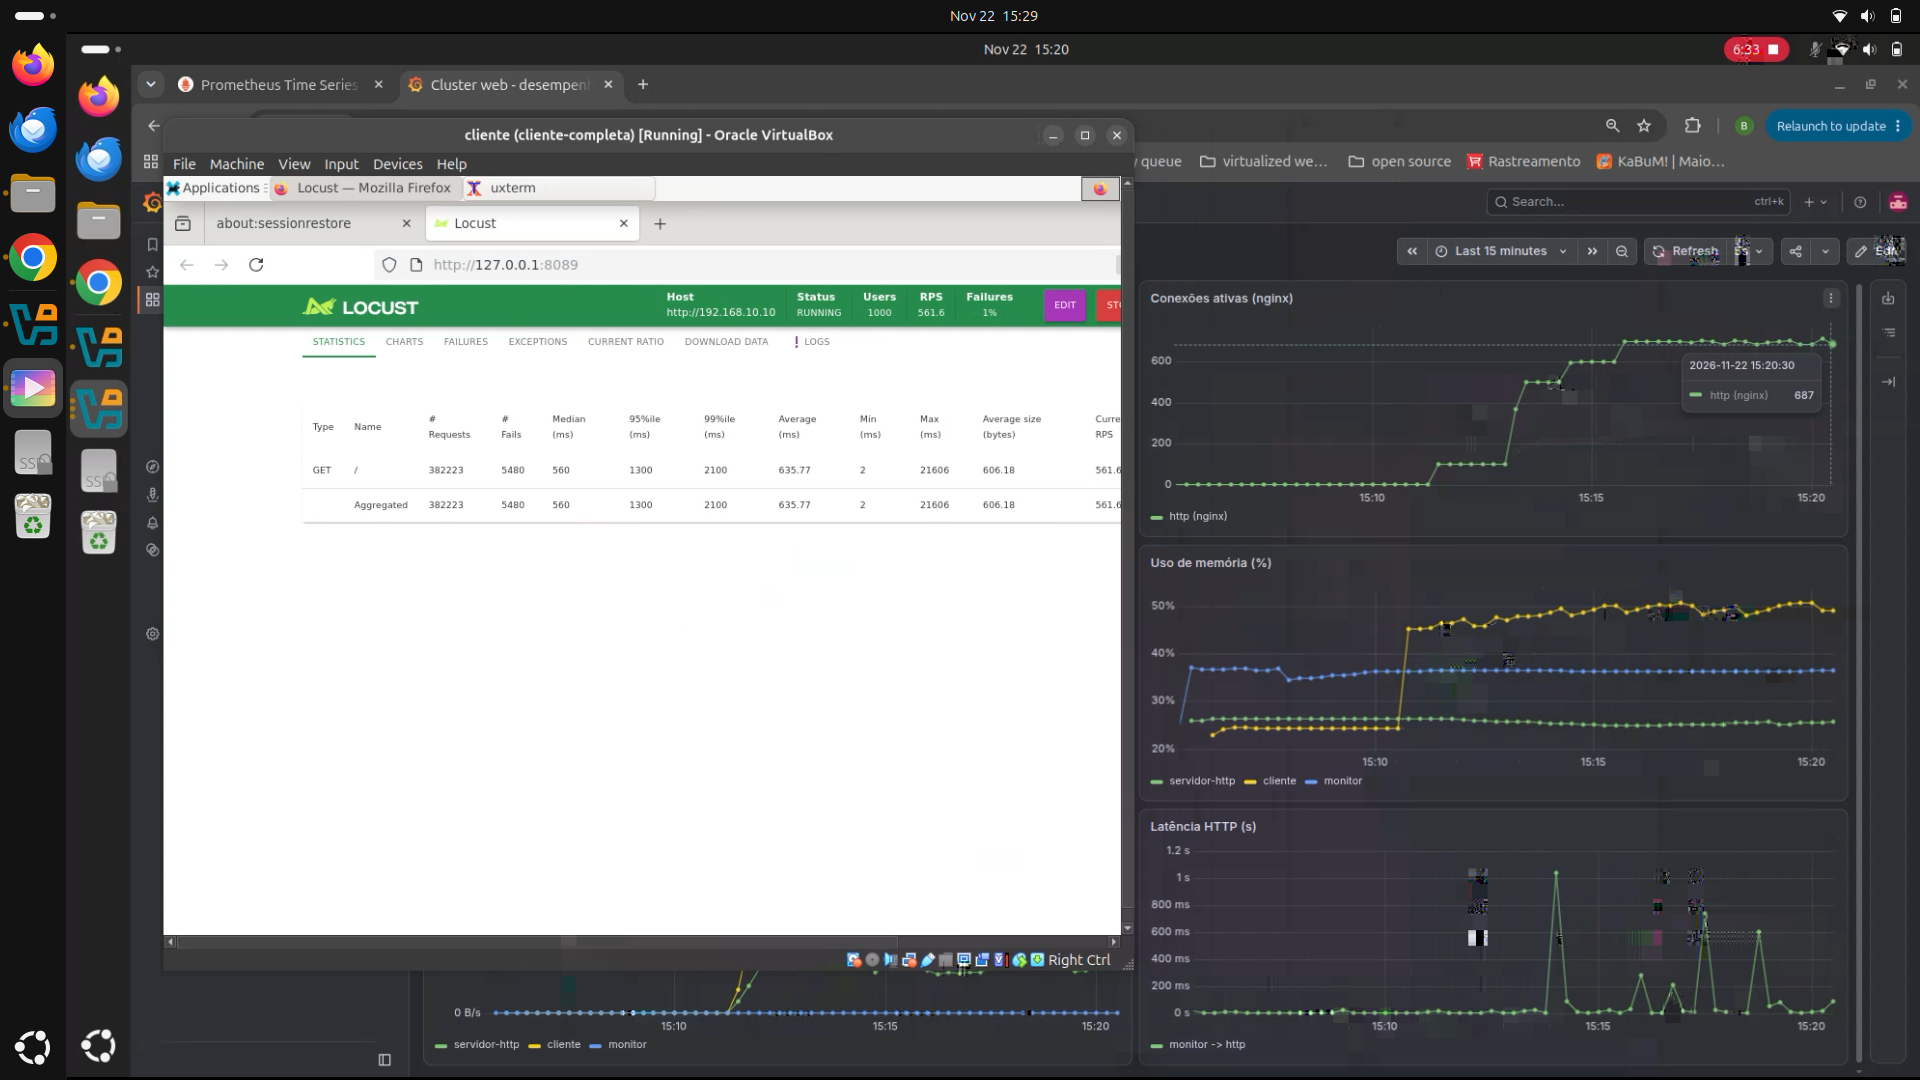 Nov 22 15:29
Nov 22 15:20
6:33
Prometheus Time Series
Cluster web - desempen
Relaunch to update
B
cliente (cliente-completa) [Running] - Oracle VirtualBox
File Machine View Input Devices Help
queue
virtualized we...
open source
Rastreamento
KaBuM! | Maio...
Applications
Locust — Mozilla Firefox
uxterm
Search...
ctrl+k
about:sessionrestore
Locust
http://127.0.0.1:8089
Last 15 minutes
Refresh
LOCUST
Host
http://192.168.10.10
Status
RUNNING
Users
1000
RPS
561.6
Failures
1%
EDIT
STATISTICS CHARTS FAILURES EXCEPTIONS CURRENT RATIO DOWNLOAD DATA LOGS
Type Name # Requests # Fails Median (ms) 95%ile (ms) 99%ile (ms) Average (ms) Min (ms) Max (ms) Average size (bytes) Curre RPS
GET / 382223 5480 560 1300 2100 635.77 2 21606 606.18 561.6
Aggregated 382223 5480 560 1300 2100 635.77 2 21606 606.18 561.6
Right Ctrl
0 B/s
15:10 15:15 15:20
servidor-http cliente monitor
Conexões ativas (nginx)
600
400
200
0
15:10 15:15 15:20
2026-11-22 15:20:30
http (nginx) 687
http (nginx)
Uso de memória (%)
50%
40%
30%
20%
15:10 15:15 15:20
servidor-http cliente monitor
Latência HTTP (s)
1.2 s
1 s
800 ms
600 ms
400 ms
200 ms
0 s
15:10 15:15 15:20
monitor -> http